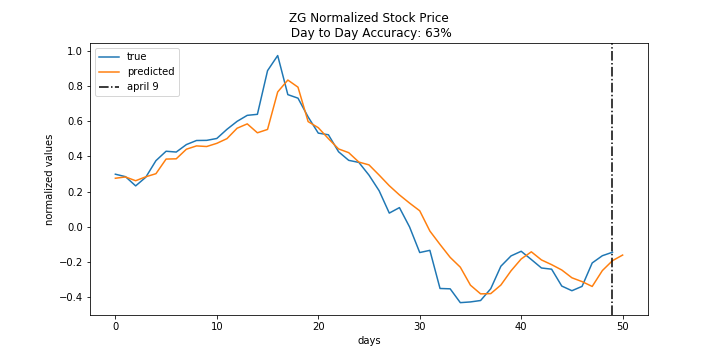 ZG Normalized Stock Price
Day to Day Accuracy: 63%
true
predicted
april 9
normalized values
1.0
0.8
0.6
0.4
0.2
0.0
−0.2
−0.4
0 10 20 30 40 50
days